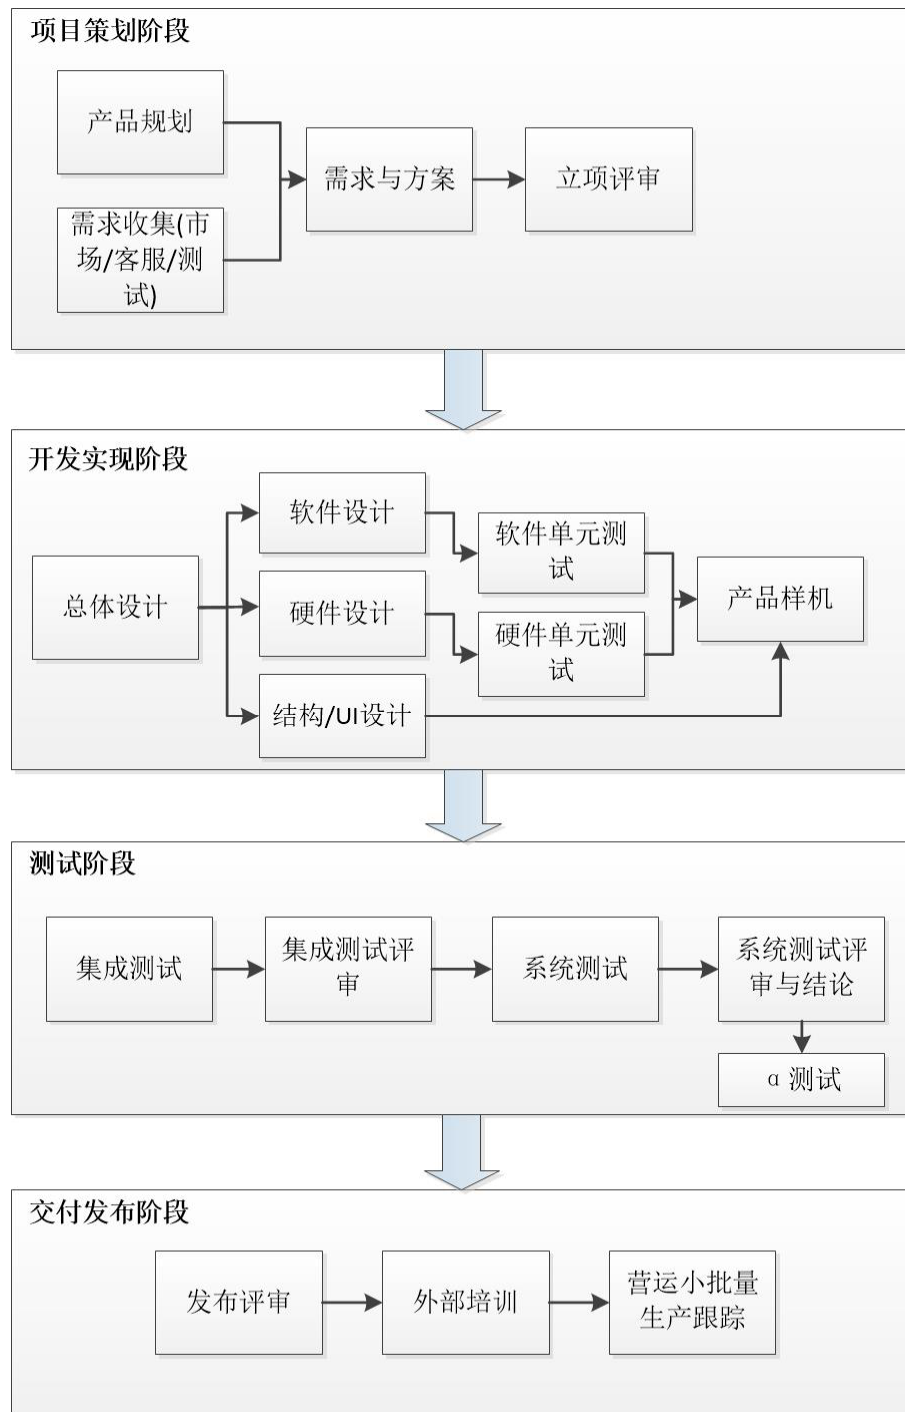 项目策划阶段
产品规划
需求收集(市
场/客服/测
试)
需求与方案
立项评审
开发实现阶段
总体设计
软件设计
硬件设计
结构/UI设计
软件单元测
试
硬件单元测
试
产品样机
测试阶段
集成测试
集成测试评
审
系统测试
系统测试评
审与结论
α 测试
交付发布阶段
发布评审
外部培训
营运小批量
生产跟踪